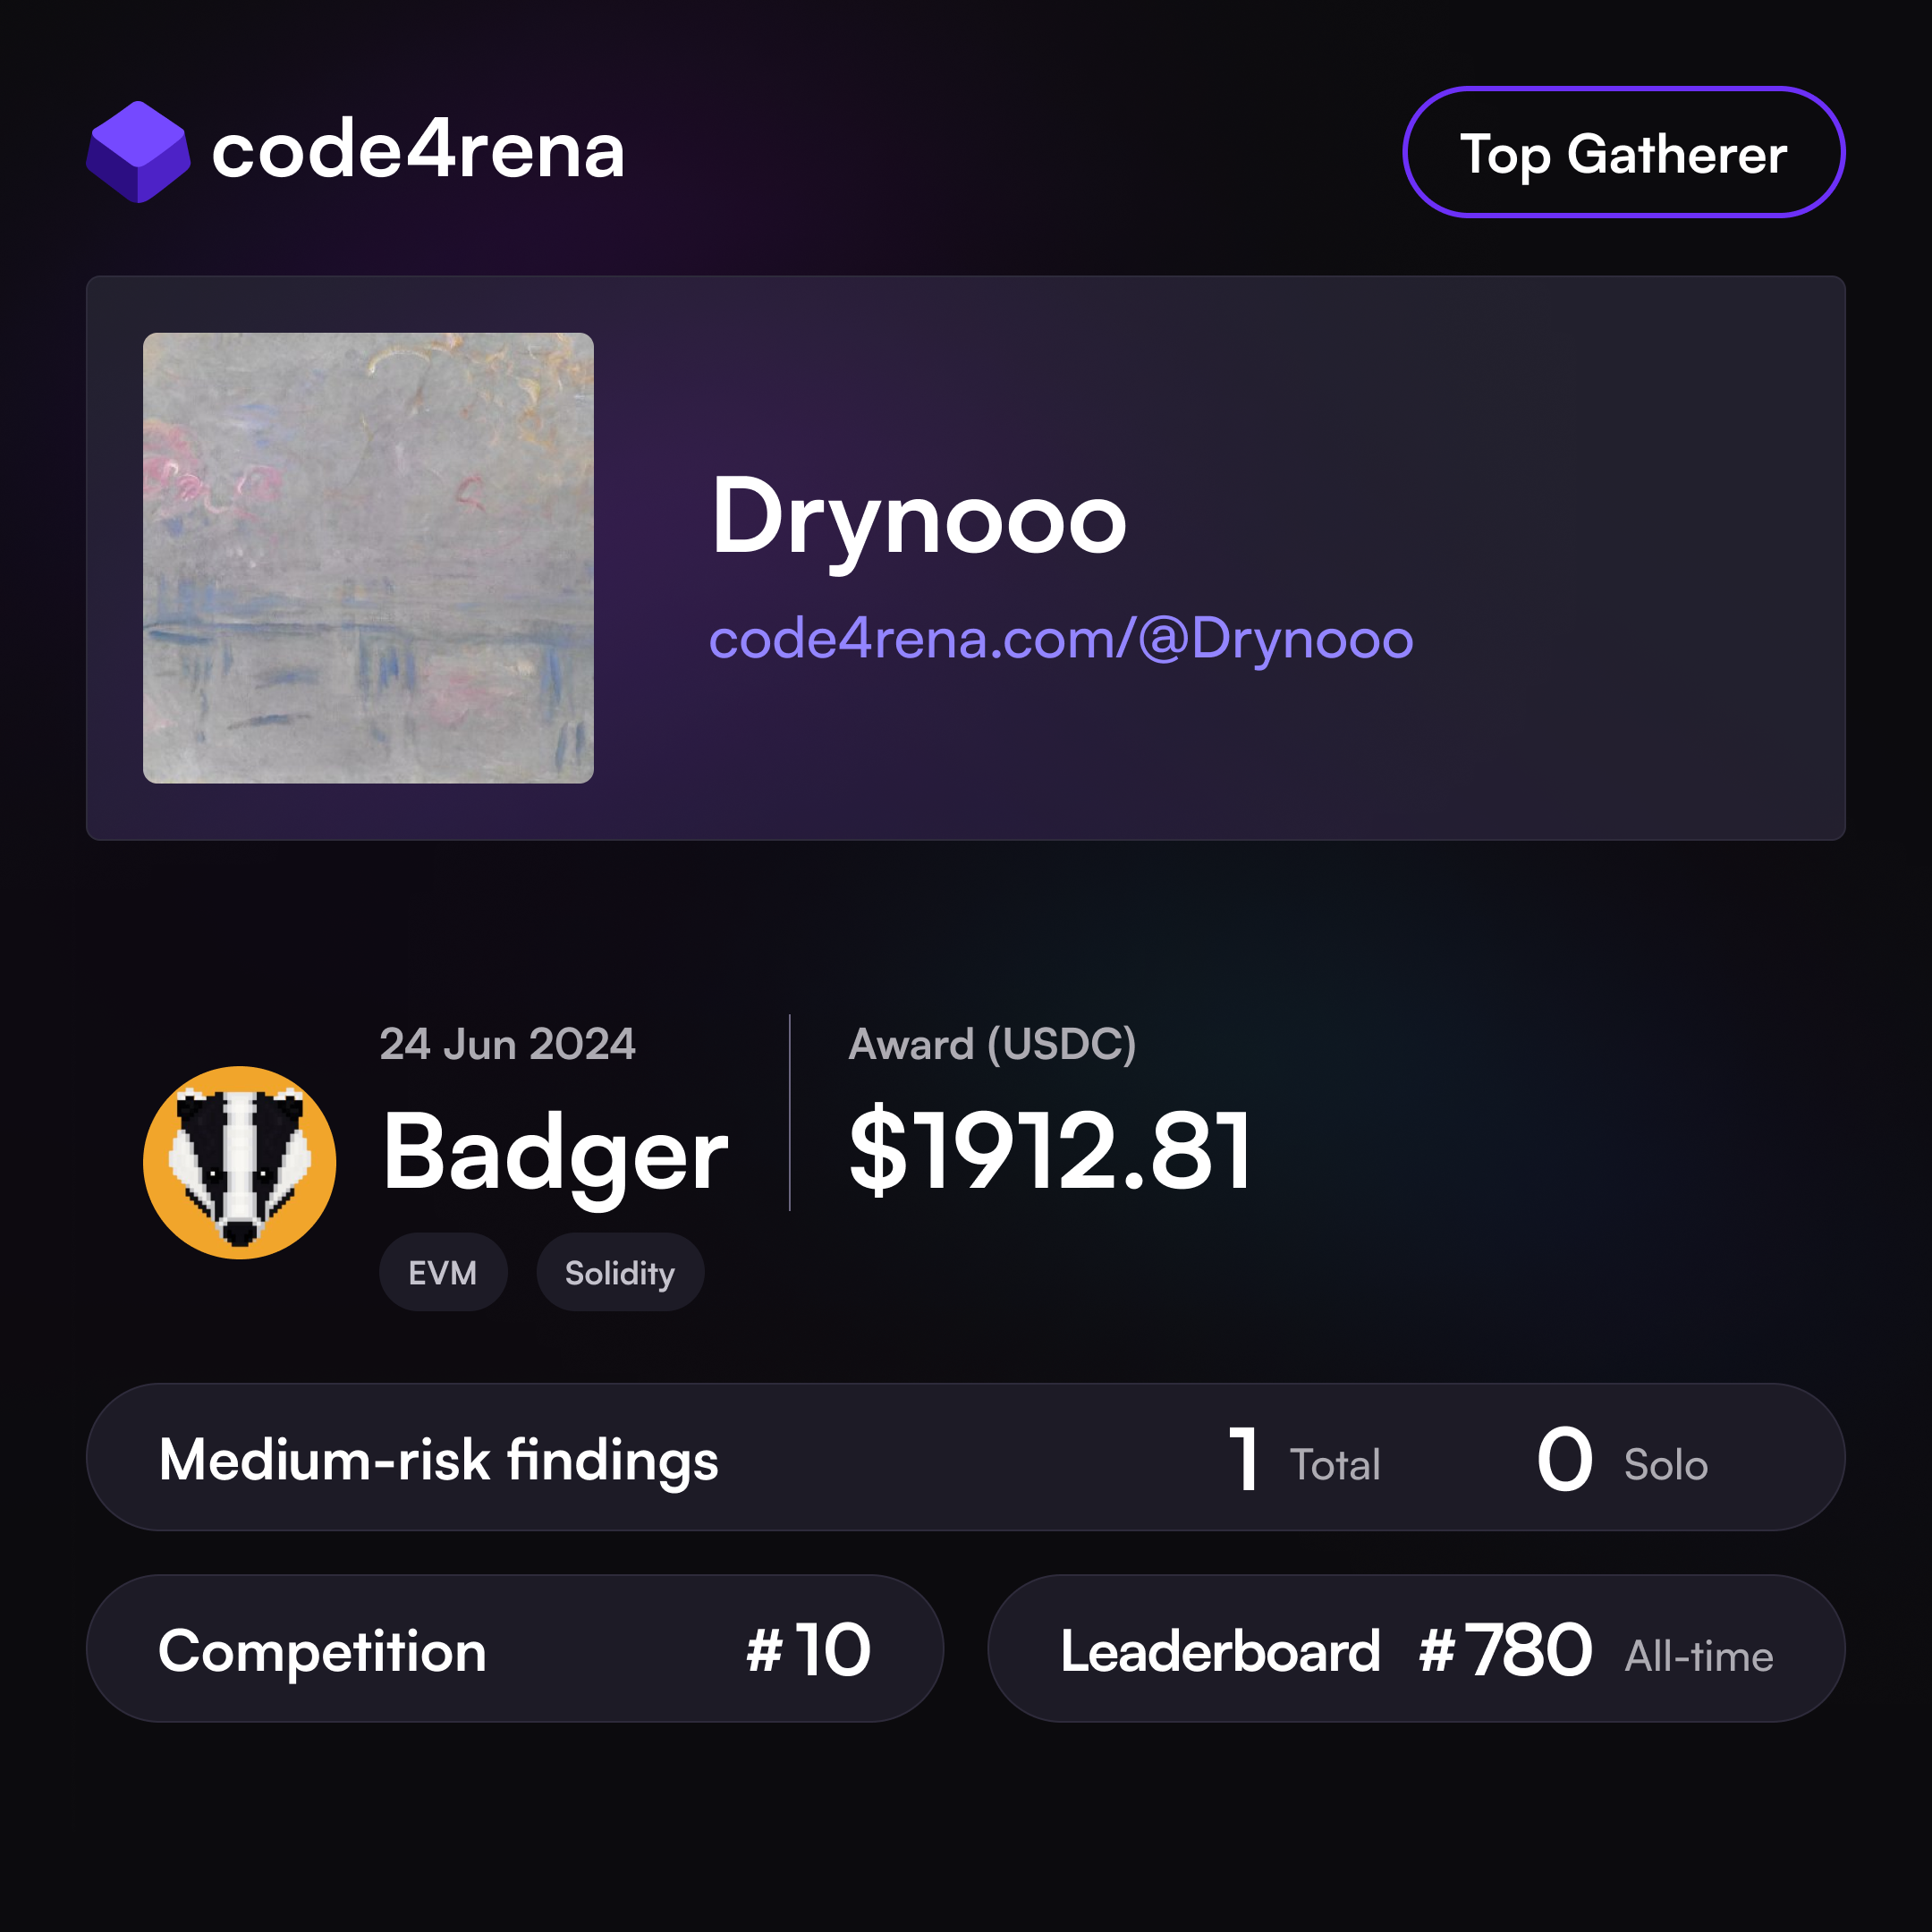 code4rena
Top Gatherer
Drynooo
code4rena.com/@Drynooo
24 Jun 2024
Badger
EVM
Solidity
Award (USDC)
$1912.81
Medium-risk findings 1 Total 0 Solo
Competition #10
Leaderboard #780 All-time